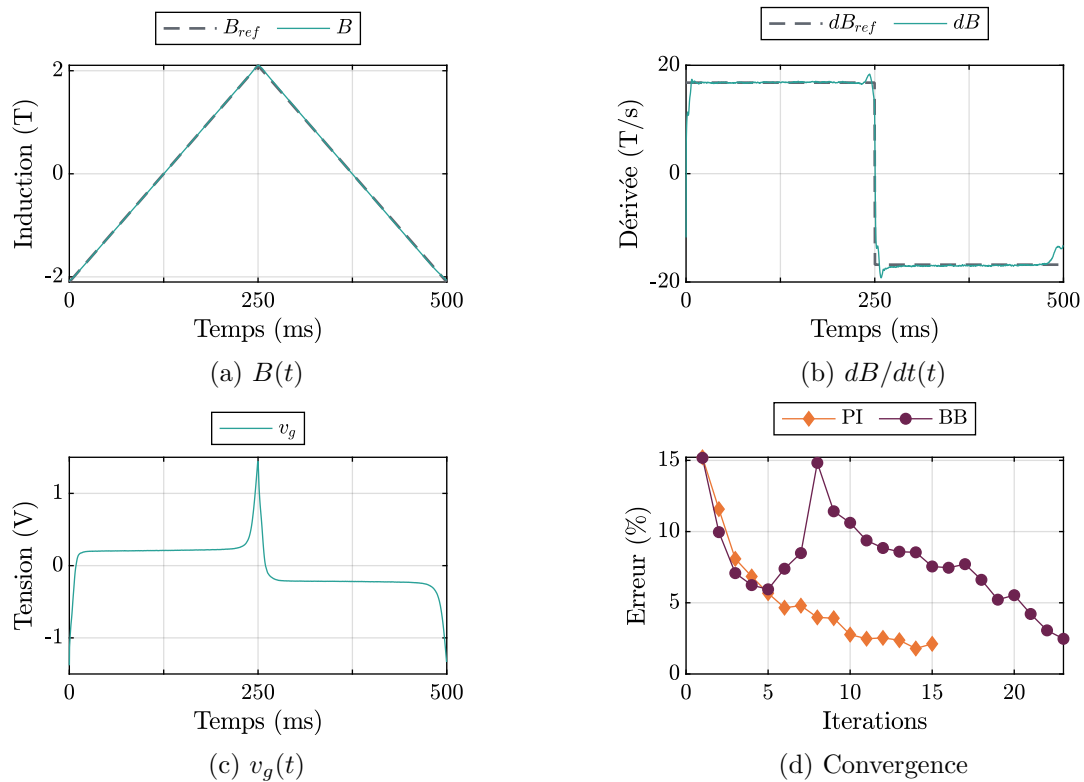 B_ref B
Induction (T)
2
0
-2
0 250 500
Temps (ms)
(a) B(t)
dB_ref dB
Dérivée (T/s)
20
0
-20
0 250 500
Temps (ms)
(b) dB/dt(t)
v_g
Tension (V)
1
0
-1
0 250 500
Temps (ms)
(c) v_g(t)
PI BB
Erreur (%)
15
10
5
0
0 5 10 15 20
Iterations
(d) Convergence